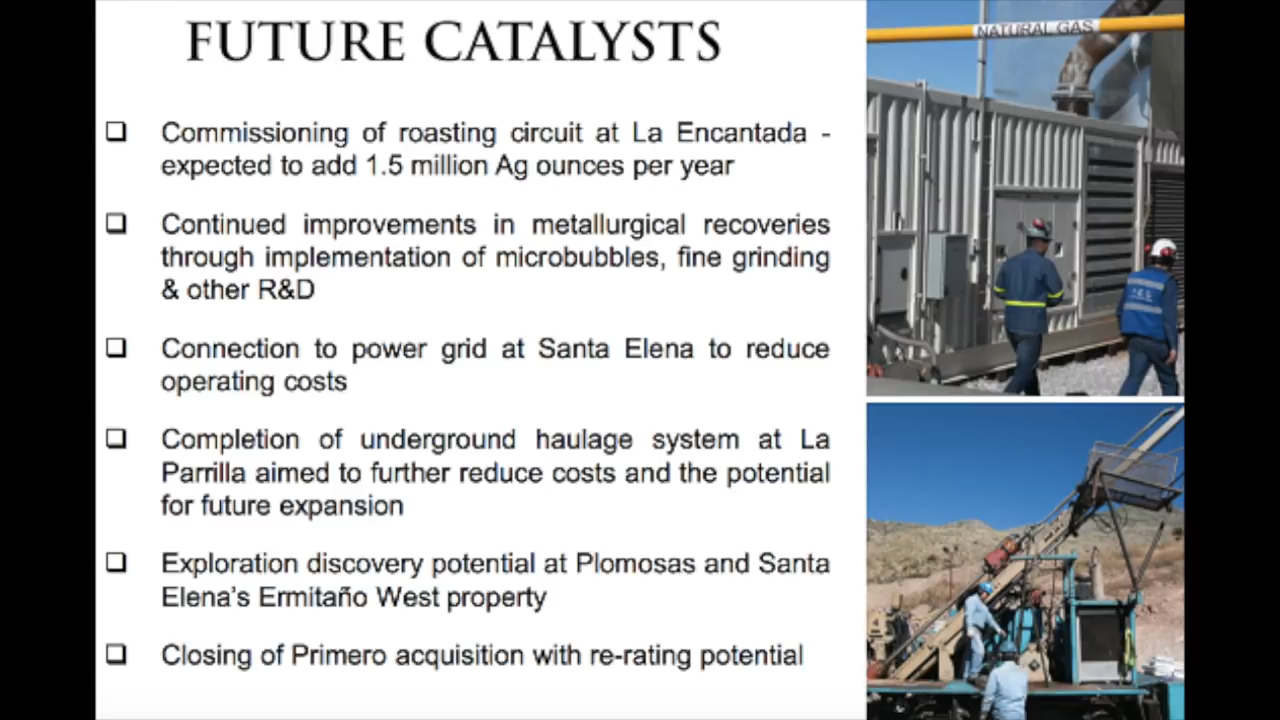 FUTURE CATALYSTS
NATURAL GAS
❑ Commissioning of roasting circuit at La Encantada -
expected to add 1.5 million Ag ounces per year
❑ Continued improvements in metallurgical recoveries
through implementation of microbubbles, fine grinding
& other R&D
❑ Connection to power grid at Santa Elena to reduce
operating costs
❑ Completion of underground haulage system at La
Parrilla aimed to further reduce costs and the potential
for future expansion
❑ Exploration discovery potential at Plomosas and Santa
Elena's Ermitaño West property
❑ Closing of Primero acquisition with re-rating potential